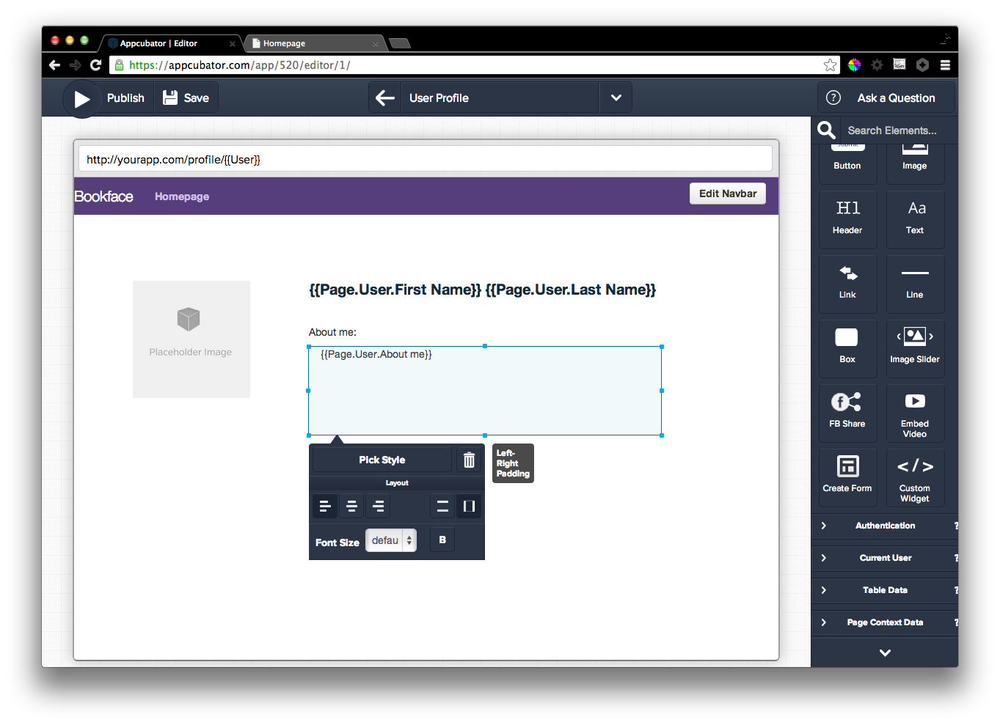 Appcubator | Editor
Homepage
https://appcubator.com/app/520/editor/1/
Publish
Save
User Profile
? Ask a Question
Search Elements...
http://yourapp.com/profile/{{User}}
Bookface
Homepage
Edit Navbar
Placeholder Image
{{Page.User.First Name}} {{Page.User.Last Name}}
About me:
{{Page.User.About me}}
Pick Style
Layout
Font Size
defau
B
Left-
Right
Padding
Submit
Button
Image
H1
Header
Aa
Text
Link
Line
Box
Image Slider
f
FB Share
Embed
Video
Create Form
</>
Custom
Widget
Authentication ?
Current User ?
Table Data ?
Page Context Data ?